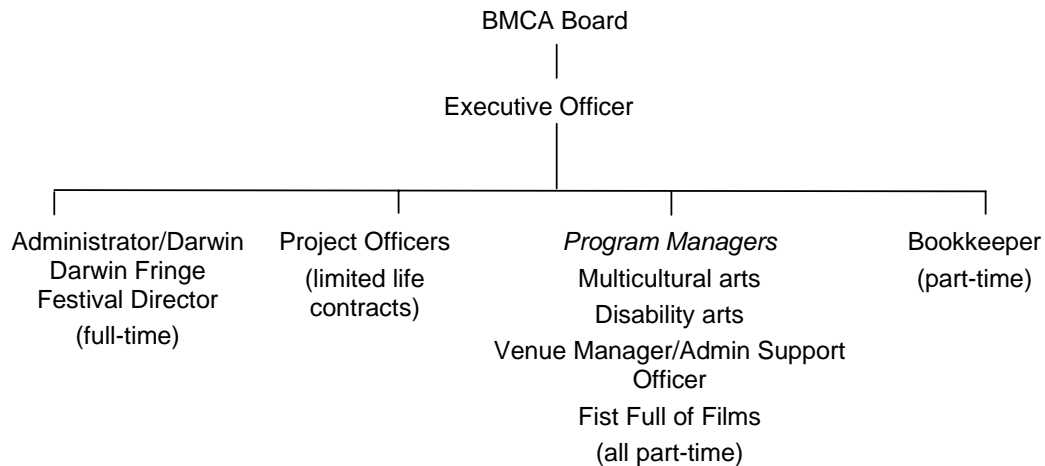 BMCA Board
Executive Officer
Administrator/Darwin
Darwin Fringe
Festival Director
(full-time)
Project Officers
(limited life
contracts)
Program Managers
Multicultural arts
Disability arts
Venue Manager/Admin Support
Officer
Fist Full of Films
(all part-time)
Bookkeeper
(part-time)